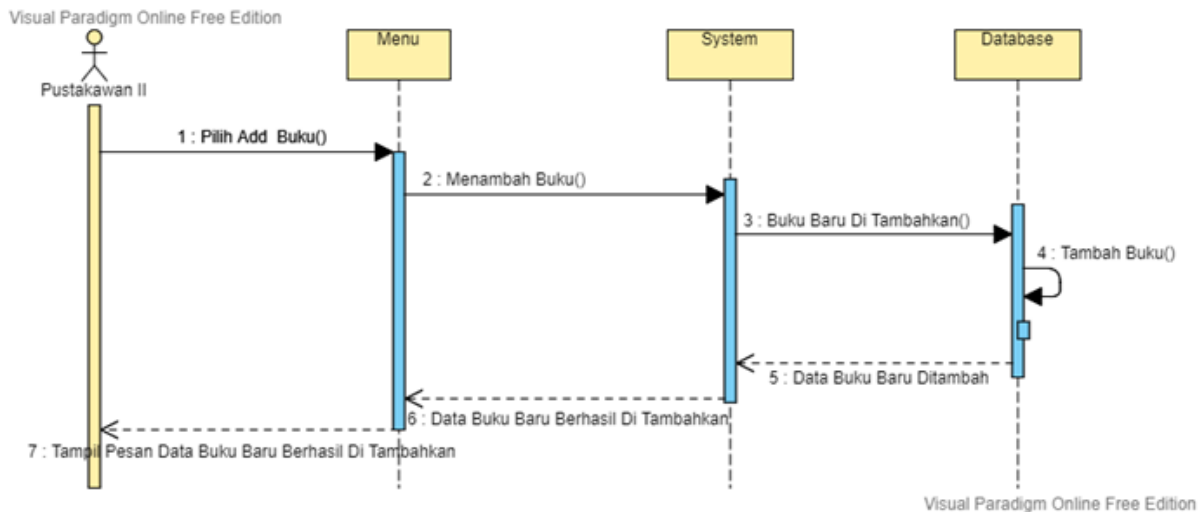 Visual Paradigm Online Free Edition
Menu
System
Database
Pustakawan II
1 : Pilih Add Buku()
2 : Menambah Buku()
3 : Buku Baru Di Tambahkan()
4 : Tambah Buku()
5 : Data Buku Baru Ditambah
6 : Data Buku Baru Berhasil Di Tambahkan
7 : Tampil Pesan Data Buku Baru Berhasil Di Tambahkan
Visual Paradigm Online Free Edition